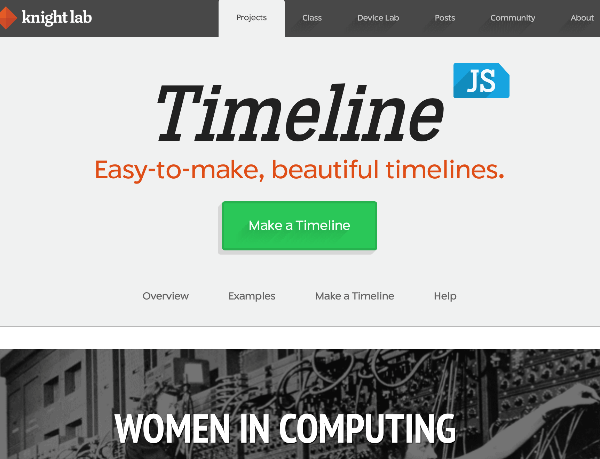 knight lab
Projects Class Device Lab Posts Community About
Timeline JS
Easy-to-make, beautiful timelines.
Make a Timeline
Overview Examples Make a Timeline Help
WOMEN IN COMPUTING